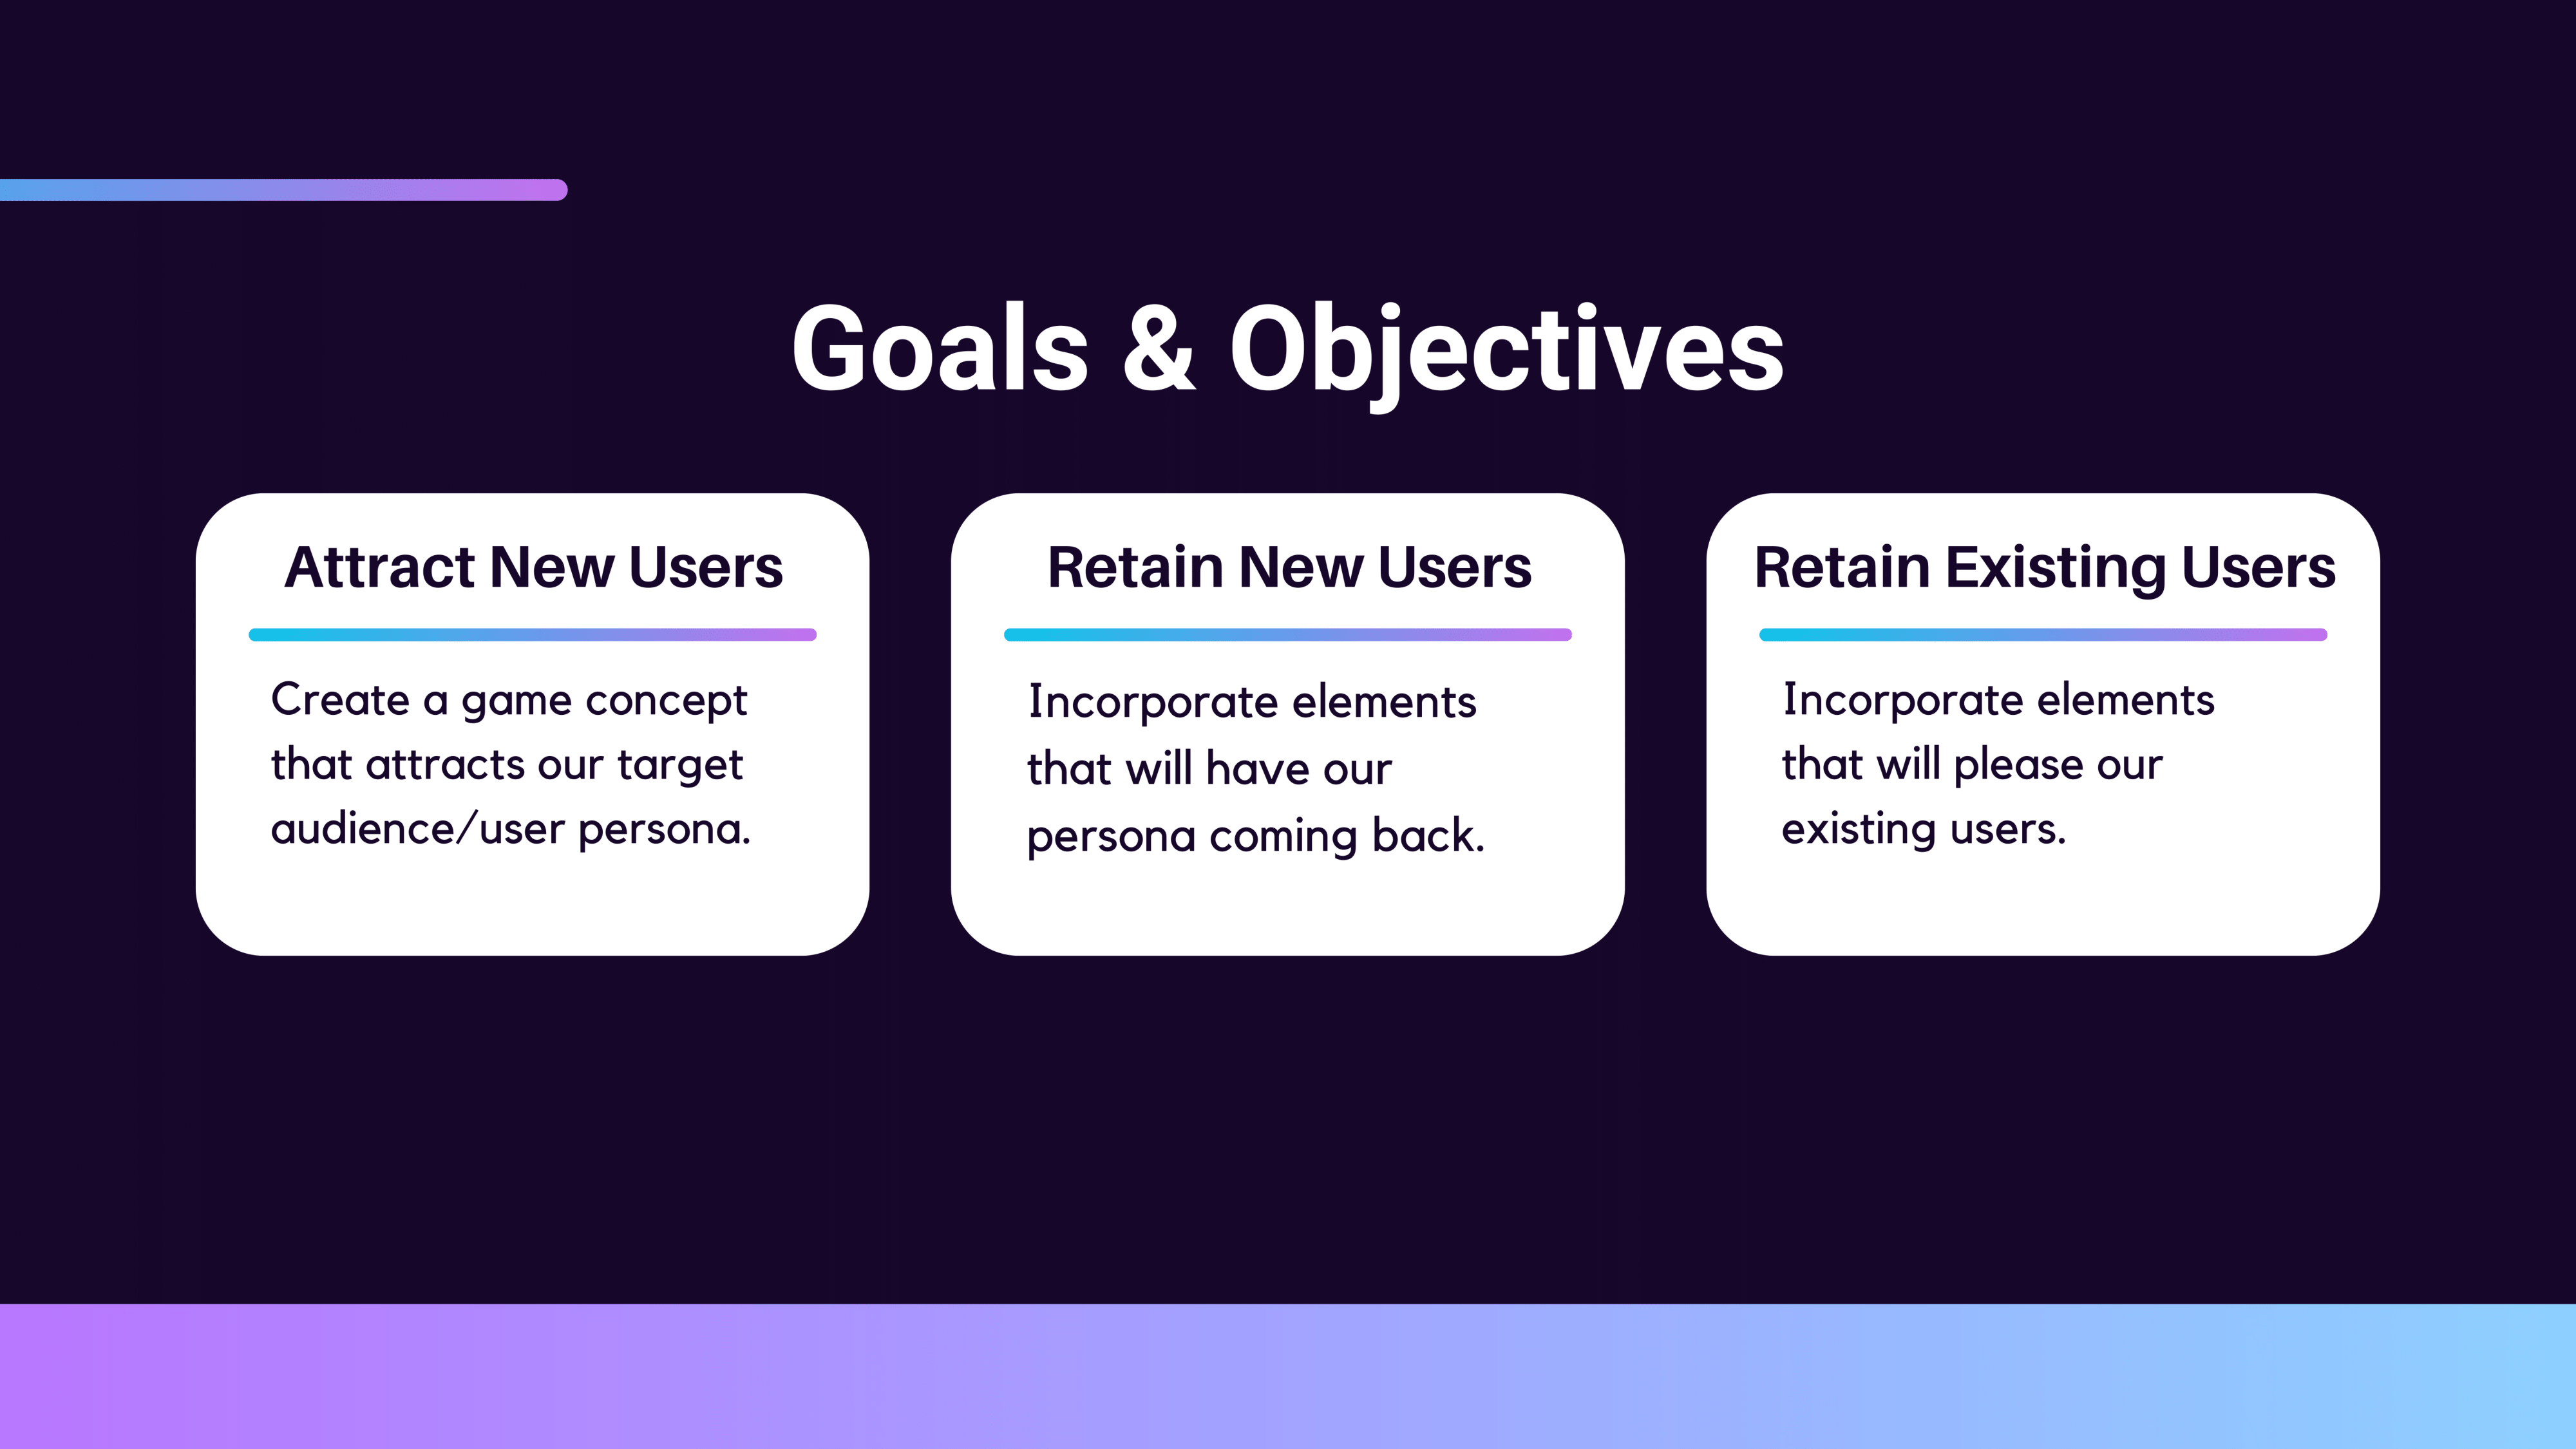 Goals & Objectives
Attract New Users
Create a game concept
that attracts our target
audience/user persona.
Retain New Users
Incorporate elements
that will have our
persona coming back.
Retain Existing Users
Incorporate elements
that will please our
existing users.